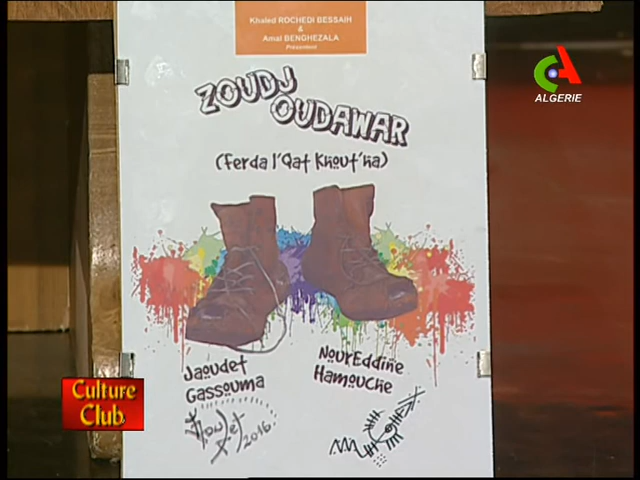 Khaled ROCHEDI BESSAIH
&
Amal BENGHEZALA
Présentent
ZOUDJ
OUDAWAR
(Ferda l'Qat Khout'ha)
Jaoudet
Gassouma
NourEddine
Hamouche
2016
ALGERIE
Culture
Club